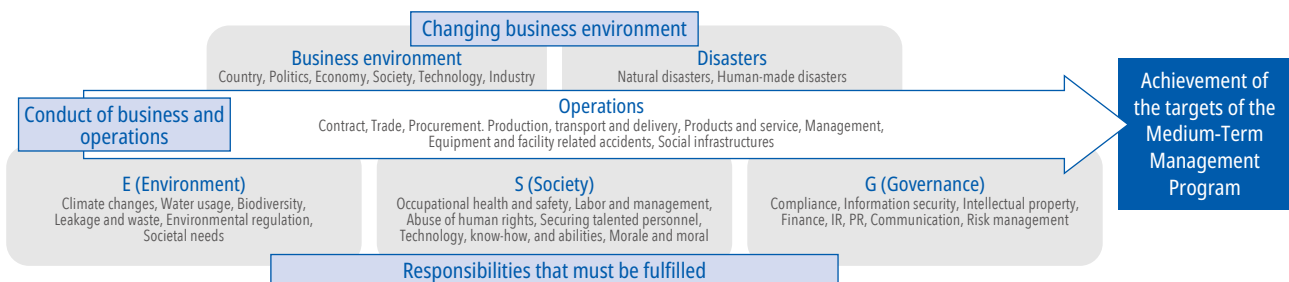 Changing business environment
Business environment
Country, Politics, Economy, Society, Technology, Industry
Disasters
Natural disasters, Human-made disasters
Conduct of business and
operations
Operations
Contract, Trade, Procurement. Production, transport and delivery, Products and service, Management,
Equipment and facility related accidents, Social infrastructures
Achievement of
the targets of the
Medium-Term
Management
Program
E (Environment)
Climate changes, Water usage, Biodiversity,
Leakage and waste, Environmental regulation,
Societal needs
S (Society)
Occupational health and safety, Labor and management,
Abuse of human rights, Securing talented personnel,
Technology, know-how, and abilities, Morale and moral
G (Governance)
Compliance, Information security, Intellectual property,
Finance, IR, PR, Communication, Risk management
Responsibilities that must be fulfilled